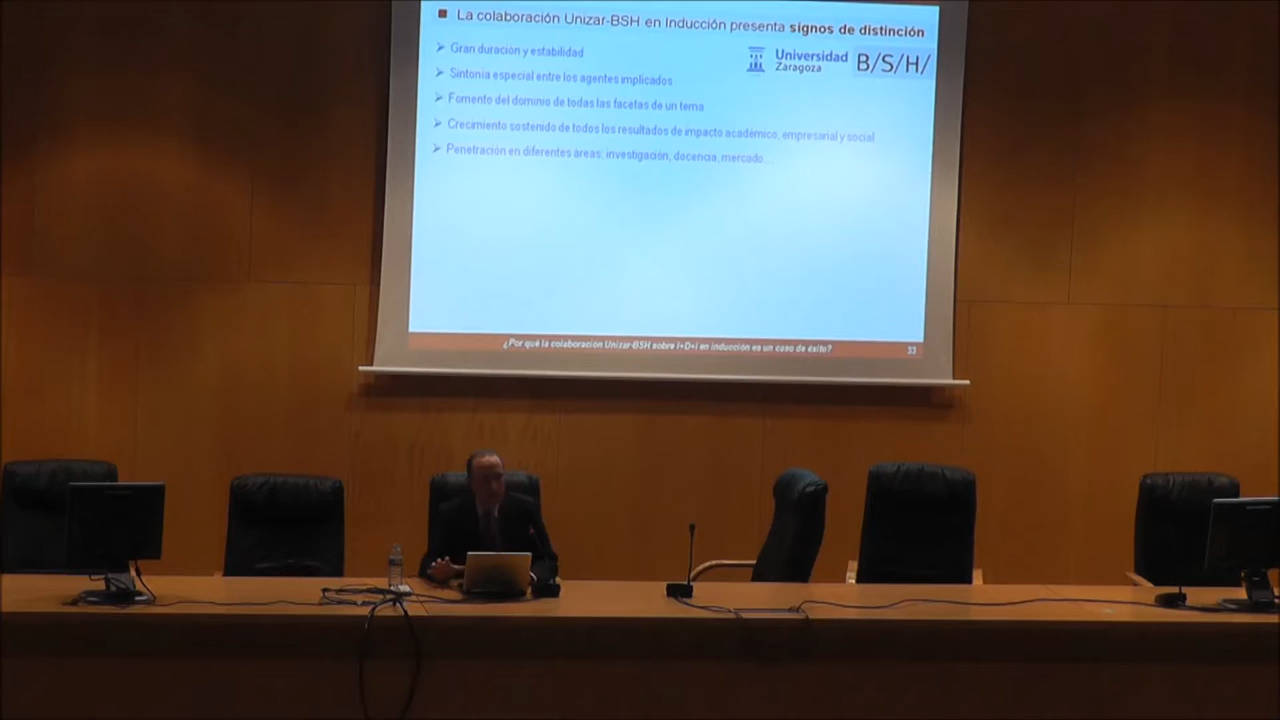 La colaboración Unizar-BSH en Inducción presenta signos de distinción
Gran duración y estabilidad
Universidad
Zaragoza
B/S/H/
Sintonía especial entre los agentes implicados
Fomento del dominio de todas las facetas de un tema
Crecimiento sostenido de todos los resultados de impacto académico, empresarial y social
Penetración en diferentes áreas: investigación, docencia, mercado...
¿Por qué la colaboración Unizar-BSH sobre I+D+i en inducción es un caso de éxito?
33